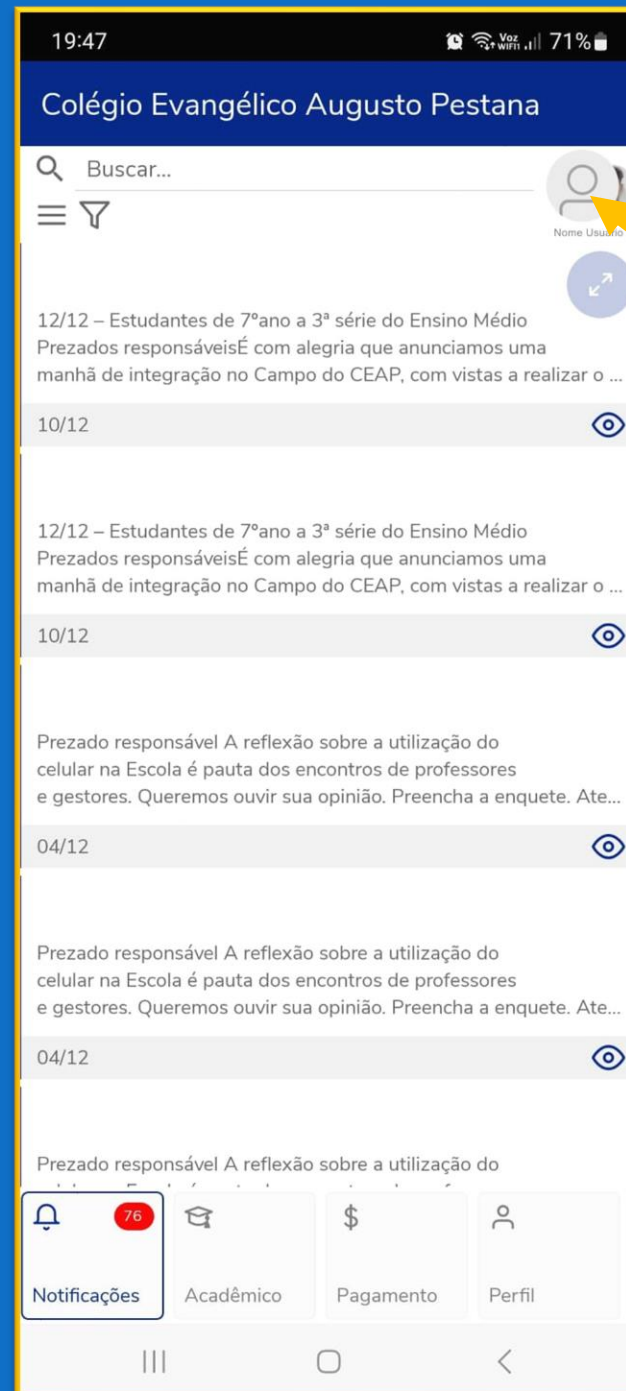 19:47
Voz
WIFI1
71%
Colégio Evangélico Augusto Pestana
Buscar...
Nome Usuário
12/12 – Estudantes de 7ºano a 3ª série do Ensino Médio
Prezados responsáveisÉ com alegria que anunciamos uma
manhã de integração no Campo do CEAP, com vistas a realizar o ...
10/12
12/12 – Estudantes de 7ºano a 3ª série do Ensino Médio
Prezados responsáveisÉ com alegria que anunciamos uma
manhã de integração no Campo do CEAP, com vistas a realizar o ...
10/12
Prezado responsável A reflexão sobre a utilização do
celular na Escola é pauta dos encontros de professores
e gestores. Queremos ouvir sua opinião. Preencha a enquete. Ate...
04/12
Prezado responsável A reflexão sobre a utilização do
celular na Escola é pauta dos encontros de professores
e gestores. Queremos ouvir sua opinião. Preencha a enquete. Ate...
04/12
Prezado responsável A reflexão sobre a utilização do
76
Notificações
Acadêmico
$
Pagamento
Perfil